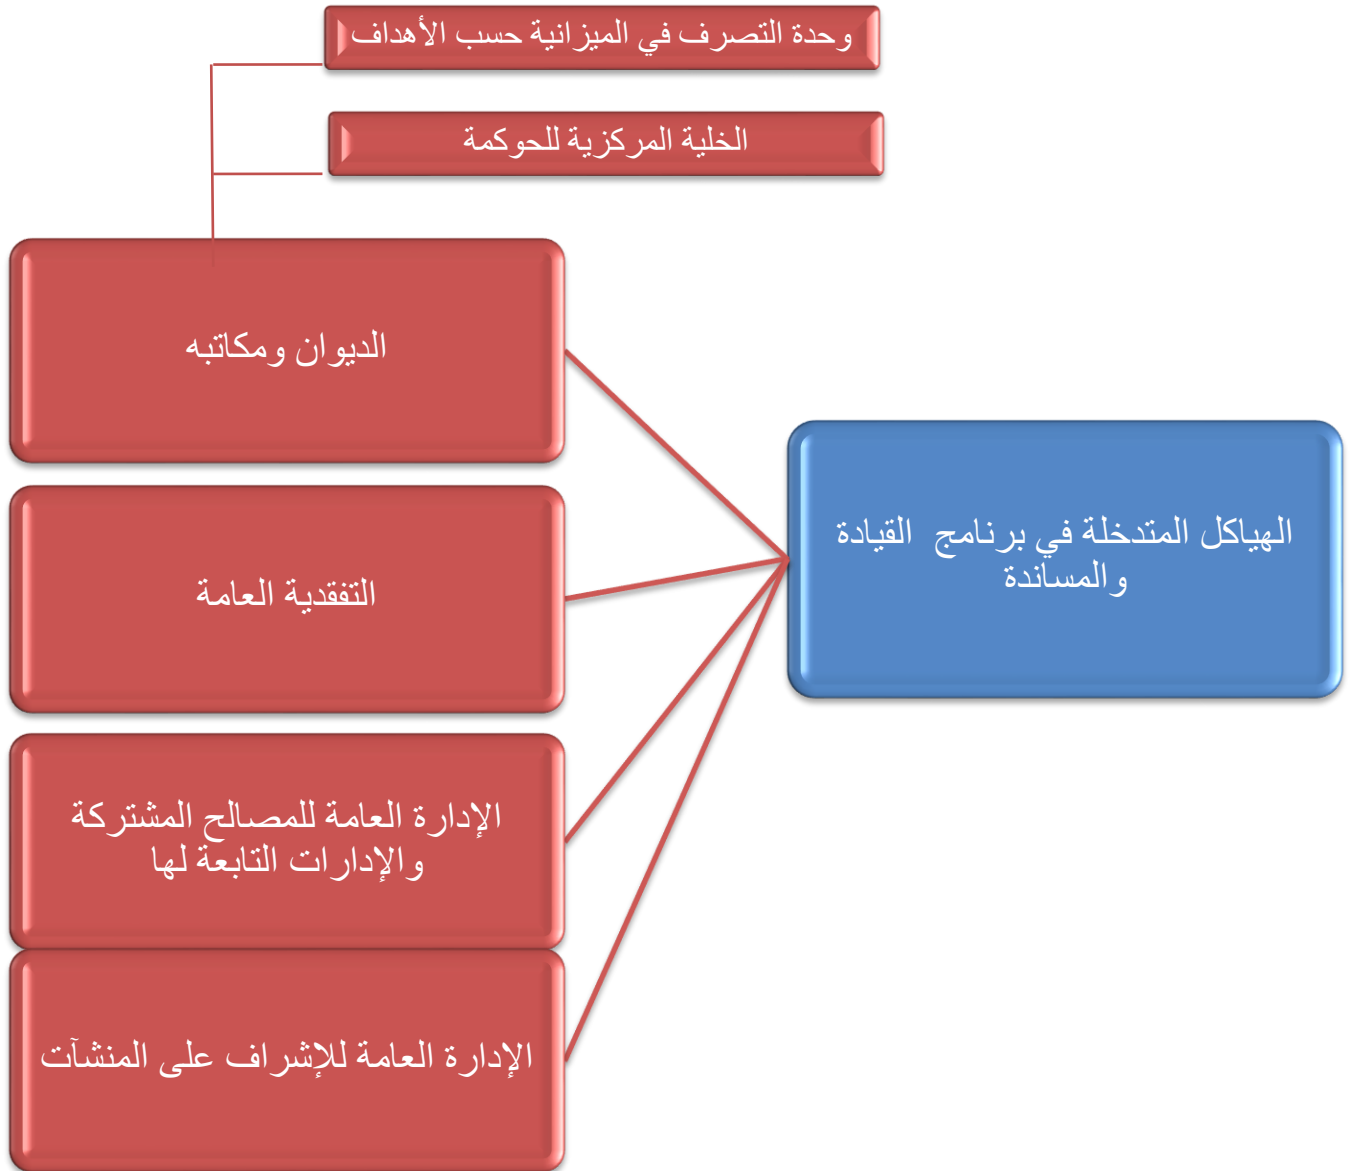 وحدة التصرف في الميزانية حسب الأهداف
الخلية المركزية للحوكمة
الديوان ومكاتبه
الهياكل المتدخلة في برنامج القيادة
والمساندة
التفقدية العامة
الإدارة العامة للمصالح المشتركة
والإدارات التابعة لها
الإدارة العامة للإشراف على المنشآت